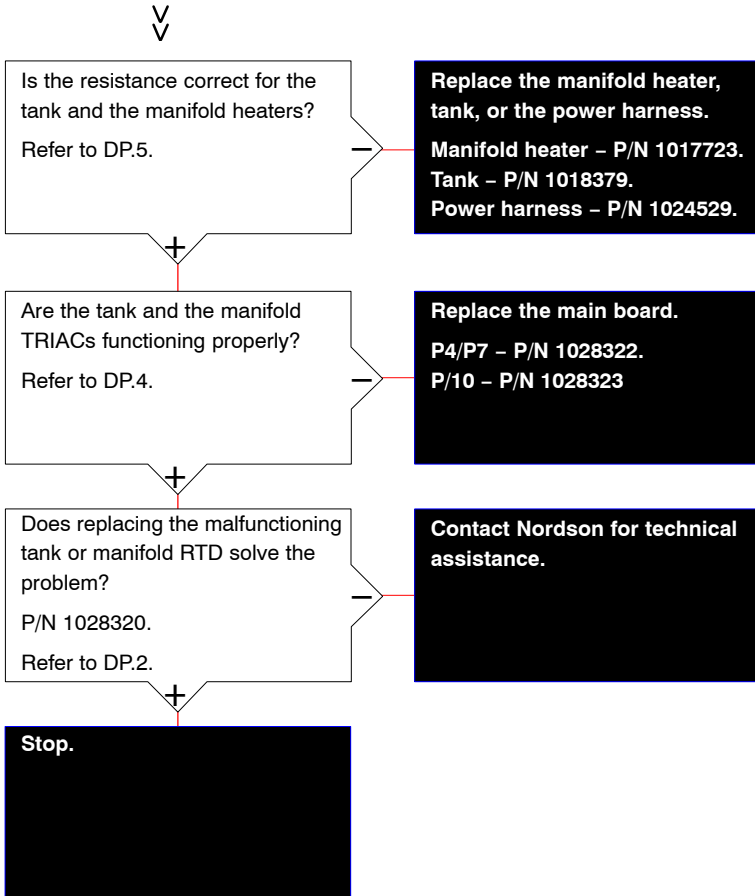 Is the resistance correct for the
tank and the manifold heaters?
Refer to DP.5.
–
+
Replace the manifold heater,
tank, or the power harness.
Manifold heater – P/N 1017723.
Tank – P/N 1018379.
Power harness – P/N 1024529.
Are the tank and the manifold
TRIACs functioning properly?
Refer to DP.4.
–
+
Replace the main board.
P4/P7 – P/N 1028322.
P/10 – P/N 1028323
Does replacing the malfunctioning
tank or manifold RTD solve the
problem?
P/N 1028320.
Refer to DP.2.
–
+
Contact Nordson for technical
assistance.
Stop.